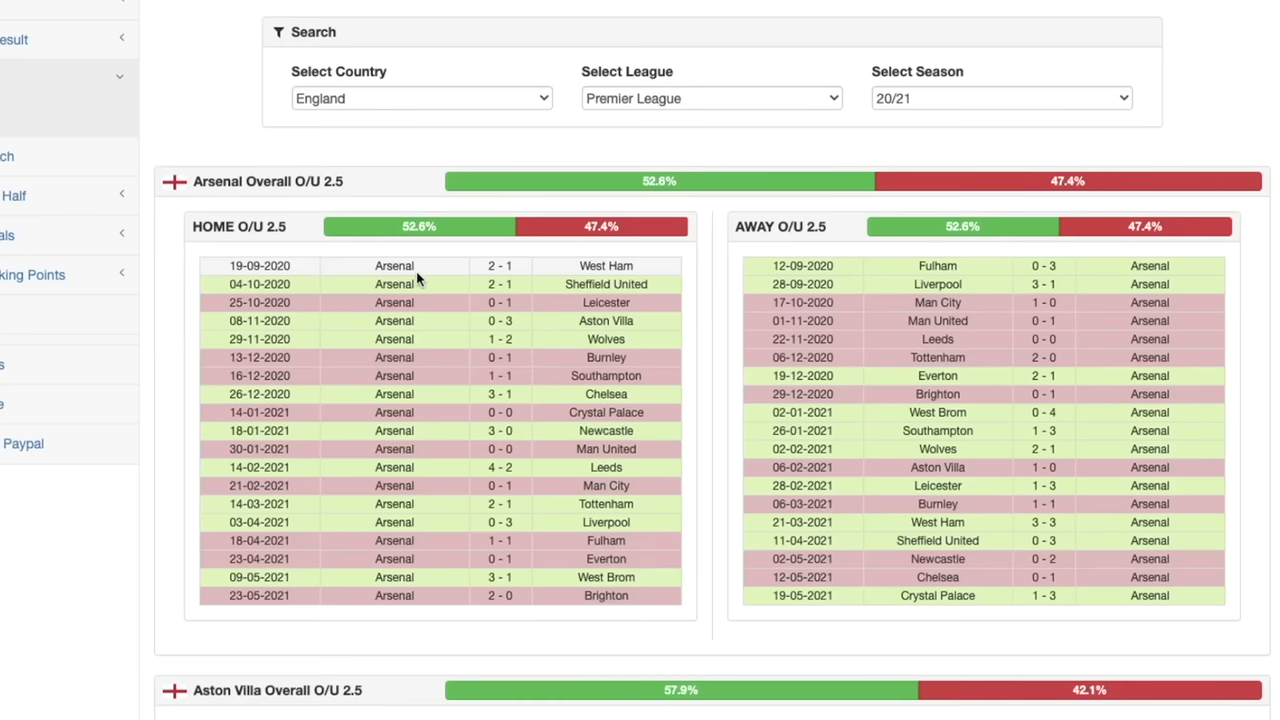 Search
esult
Select Country
Select League
Select Season
England
Premier League
20/21
ch
Half
als
king Points
s
e
Paypal
Arsenal Overall O/U 2.5
52.6%
47.4%
HOME O/U 2.5
52.6%
47.4%
19-09-2020 Arsenal 2 - 1 West Ham
04-10-2020 Arsenal 2 - 1 Sheffield United
25-10-2020 Arsenal 0 - 1 Leicester
08-11-2020 Arsenal 0 - 3 Aston Villa
29-11-2020 Arsenal 1 - 2 Wolves
13-12-2020 Arsenal 0 - 1 Burnley
16-12-2020 Arsenal 1 - 1 Southampton
26-12-2020 Arsenal 3 - 1 Chelsea
14-01-2021 Arsenal 0 - 0 Crystal Palace
18-01-2021 Arsenal 3 - 0 Newcastle
30-01-2021 Arsenal 0 - 0 Man United
14-02-2021 Arsenal 4 - 2 Leeds
21-02-2021 Arsenal 0 - 1 Man City
14-03-2021 Arsenal 2 - 1 Tottenham
03-04-2021 Arsenal 0 - 3 Liverpool
18-04-2021 Arsenal 1 - 1 Fulham
23-04-2021 Arsenal 0 - 1 Everton
09-05-2021 Arsenal 3 - 1 West Brom
23-05-2021 Arsenal 2 - 0 Brighton
AWAY O/U 2.5
52.6%
47.4%
12-09-2020 Fulham 0 - 3 Arsenal
28-09-2020 Liverpool 3 - 1 Arsenal
17-10-2020 Man City 1 - 0 Arsenal
01-11-2020 Man United 0 - 1 Arsenal
22-11-2020 Leeds 0 - 0 Arsenal
06-12-2020 Tottenham 2 - 0 Arsenal
19-12-2020 Everton 2 - 1 Arsenal
29-12-2020 Brighton 0 - 1 Arsenal
02-01-2021 West Brom 0 - 4 Arsenal
26-01-2021 Southampton 1 - 3 Arsenal
02-02-2021 Wolves 2 - 1 Arsenal
06-02-2021 Aston Villa 1 - 0 Arsenal
28-02-2021 Leicester 1 - 3 Arsenal
06-03-2021 Burnley 1 - 1 Arsenal
21-03-2021 West Ham 3 - 3 Arsenal
11-04-2021 Sheffield United 0 - 3 Arsenal
02-05-2021 Newcastle 0 - 2 Arsenal
12-05-2021 Chelsea 0 - 1 Arsenal
19-05-2021 Crystal Palace 1 - 3 Arsenal
Aston Villa Overall O/U 2.5
57.9%
42.1%